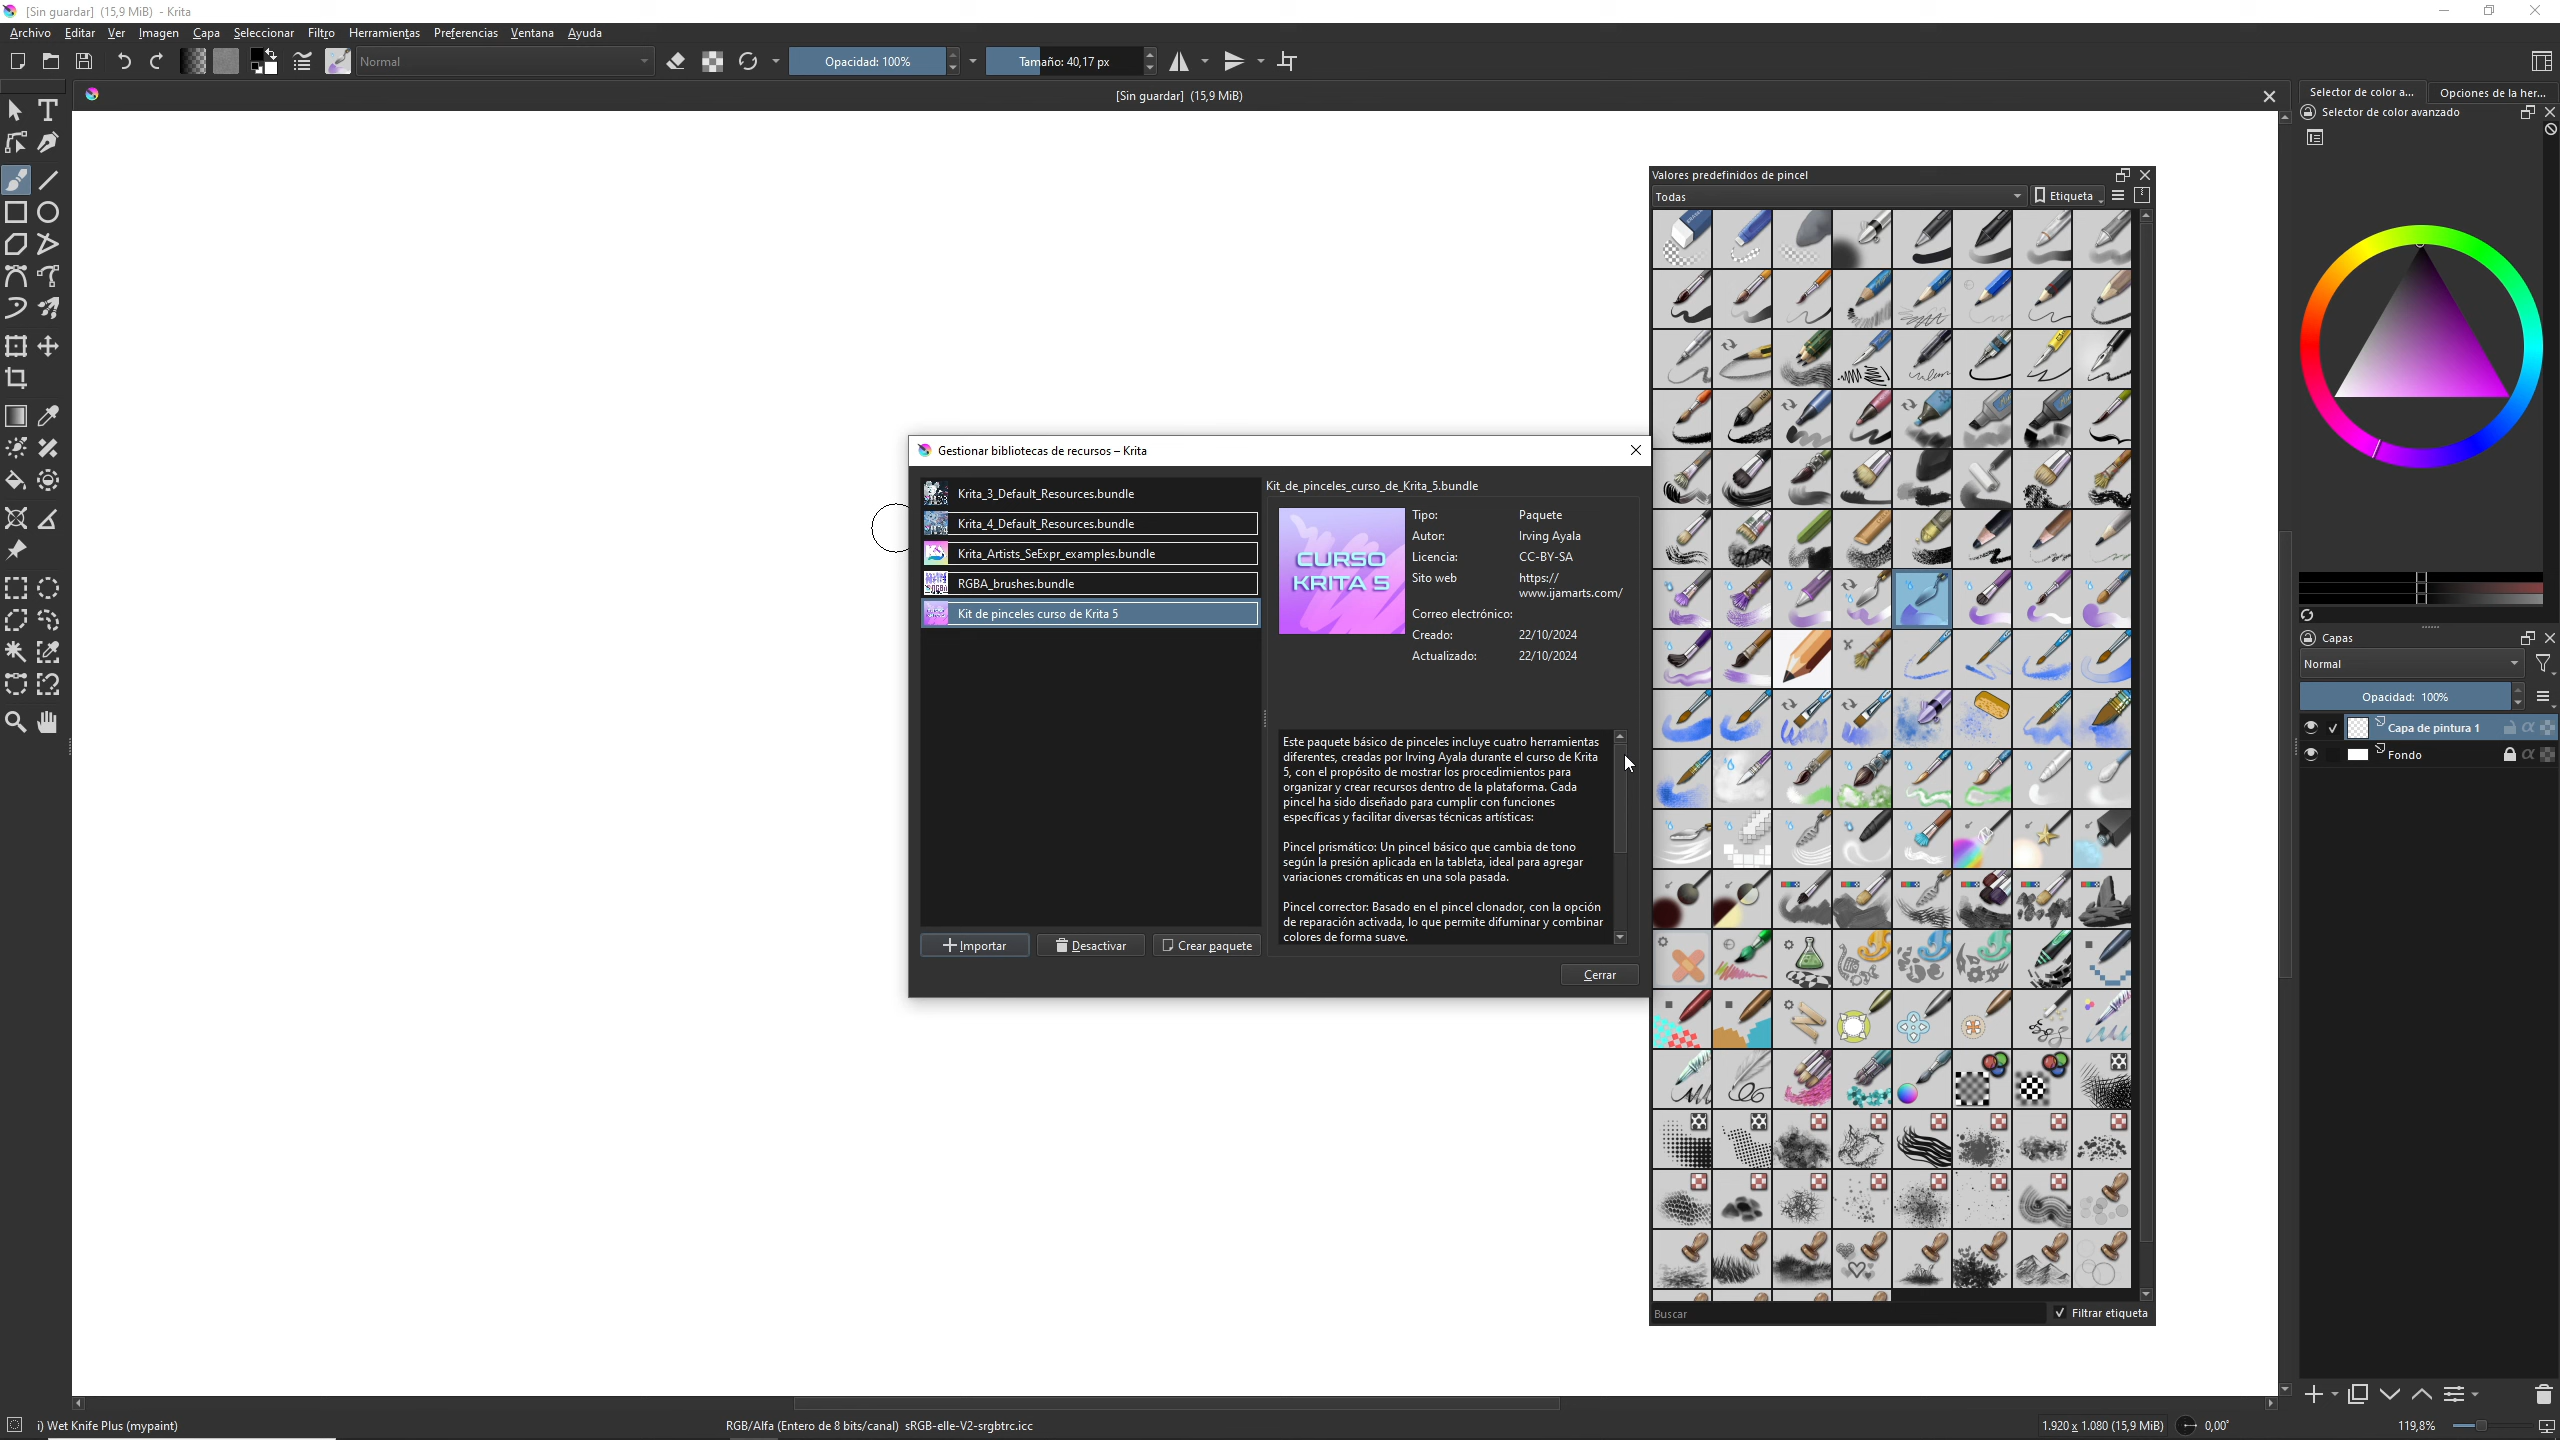 [Sin guardar]  (15,9 MiB)  - Krita
Archivo Editar Ver Imagen Capa Seleccionar Filtro Herramientas Preferencias Ventana Ayuda
Normal
Opacidad: 100%
Tamaño: 40,17 px
[Sin guardar]  (15,9 MiB)
Selector de color a...
Opciones de la her...
Selector de color avanzado
Valores predefinidos de pincel
Todas
Etiqueta
Gestionar bibliotecas de recursos – Krita
Krita_3_Default_Resources.bundle
Krita_4_Default_Resources.bundle
Krita_Artists_SeExpr_examples.bundle
RGBA_brushes.bundle
Kit de pinceles curso de Krita 5
Kit_de_pinceles_curso_de_Krita_5.bundle
CURSO
KRITA 5
Tipo: Paquete
Autor: Irving Ayala
Licencia: CC-BY-SA
Sito web https://
www.ijamarts.com/
Correo electrónico:
Creado: 22/10/2024
Actualizado: 22/10/2024
Este paquete básico de pinceles incluye cuatro herramientas
diferentes, creadas por Irving Ayala durante el curso de Krita
5, con el propósito de mostrar los procedimientos para
organizar y crear recursos dentro de la plataforma. Cada
pincel ha sido diseñado para cumplir con funciones
específicas y facilitar diversas técnicas artísticas:
Pincel prismático: Un pincel básico que cambia de tono
según la presión aplicada en la tableta, ideal para agregar
variaciones cromáticas en una sola pasada.
Pincel corrector: Basado en el pincel clonador, con la opción
de reparación activada, lo que permite difuminar y combinar
colores de forma suave.
Importar
Desactivar
Crear paquete
Cerrar
Buscar
Filtrar etiqueta
Capas
Normal
Opacidad:  100%
Capa de pintura 1
Fondo
i) Wet Knife Plus (mypaint)
RGB/Alfa (Entero de 8 bits/canal)  sRGB-elle-V2-srgbtrc.icc
1.920 x 1.080 (15,9 MiB)
0,00°
119,8%